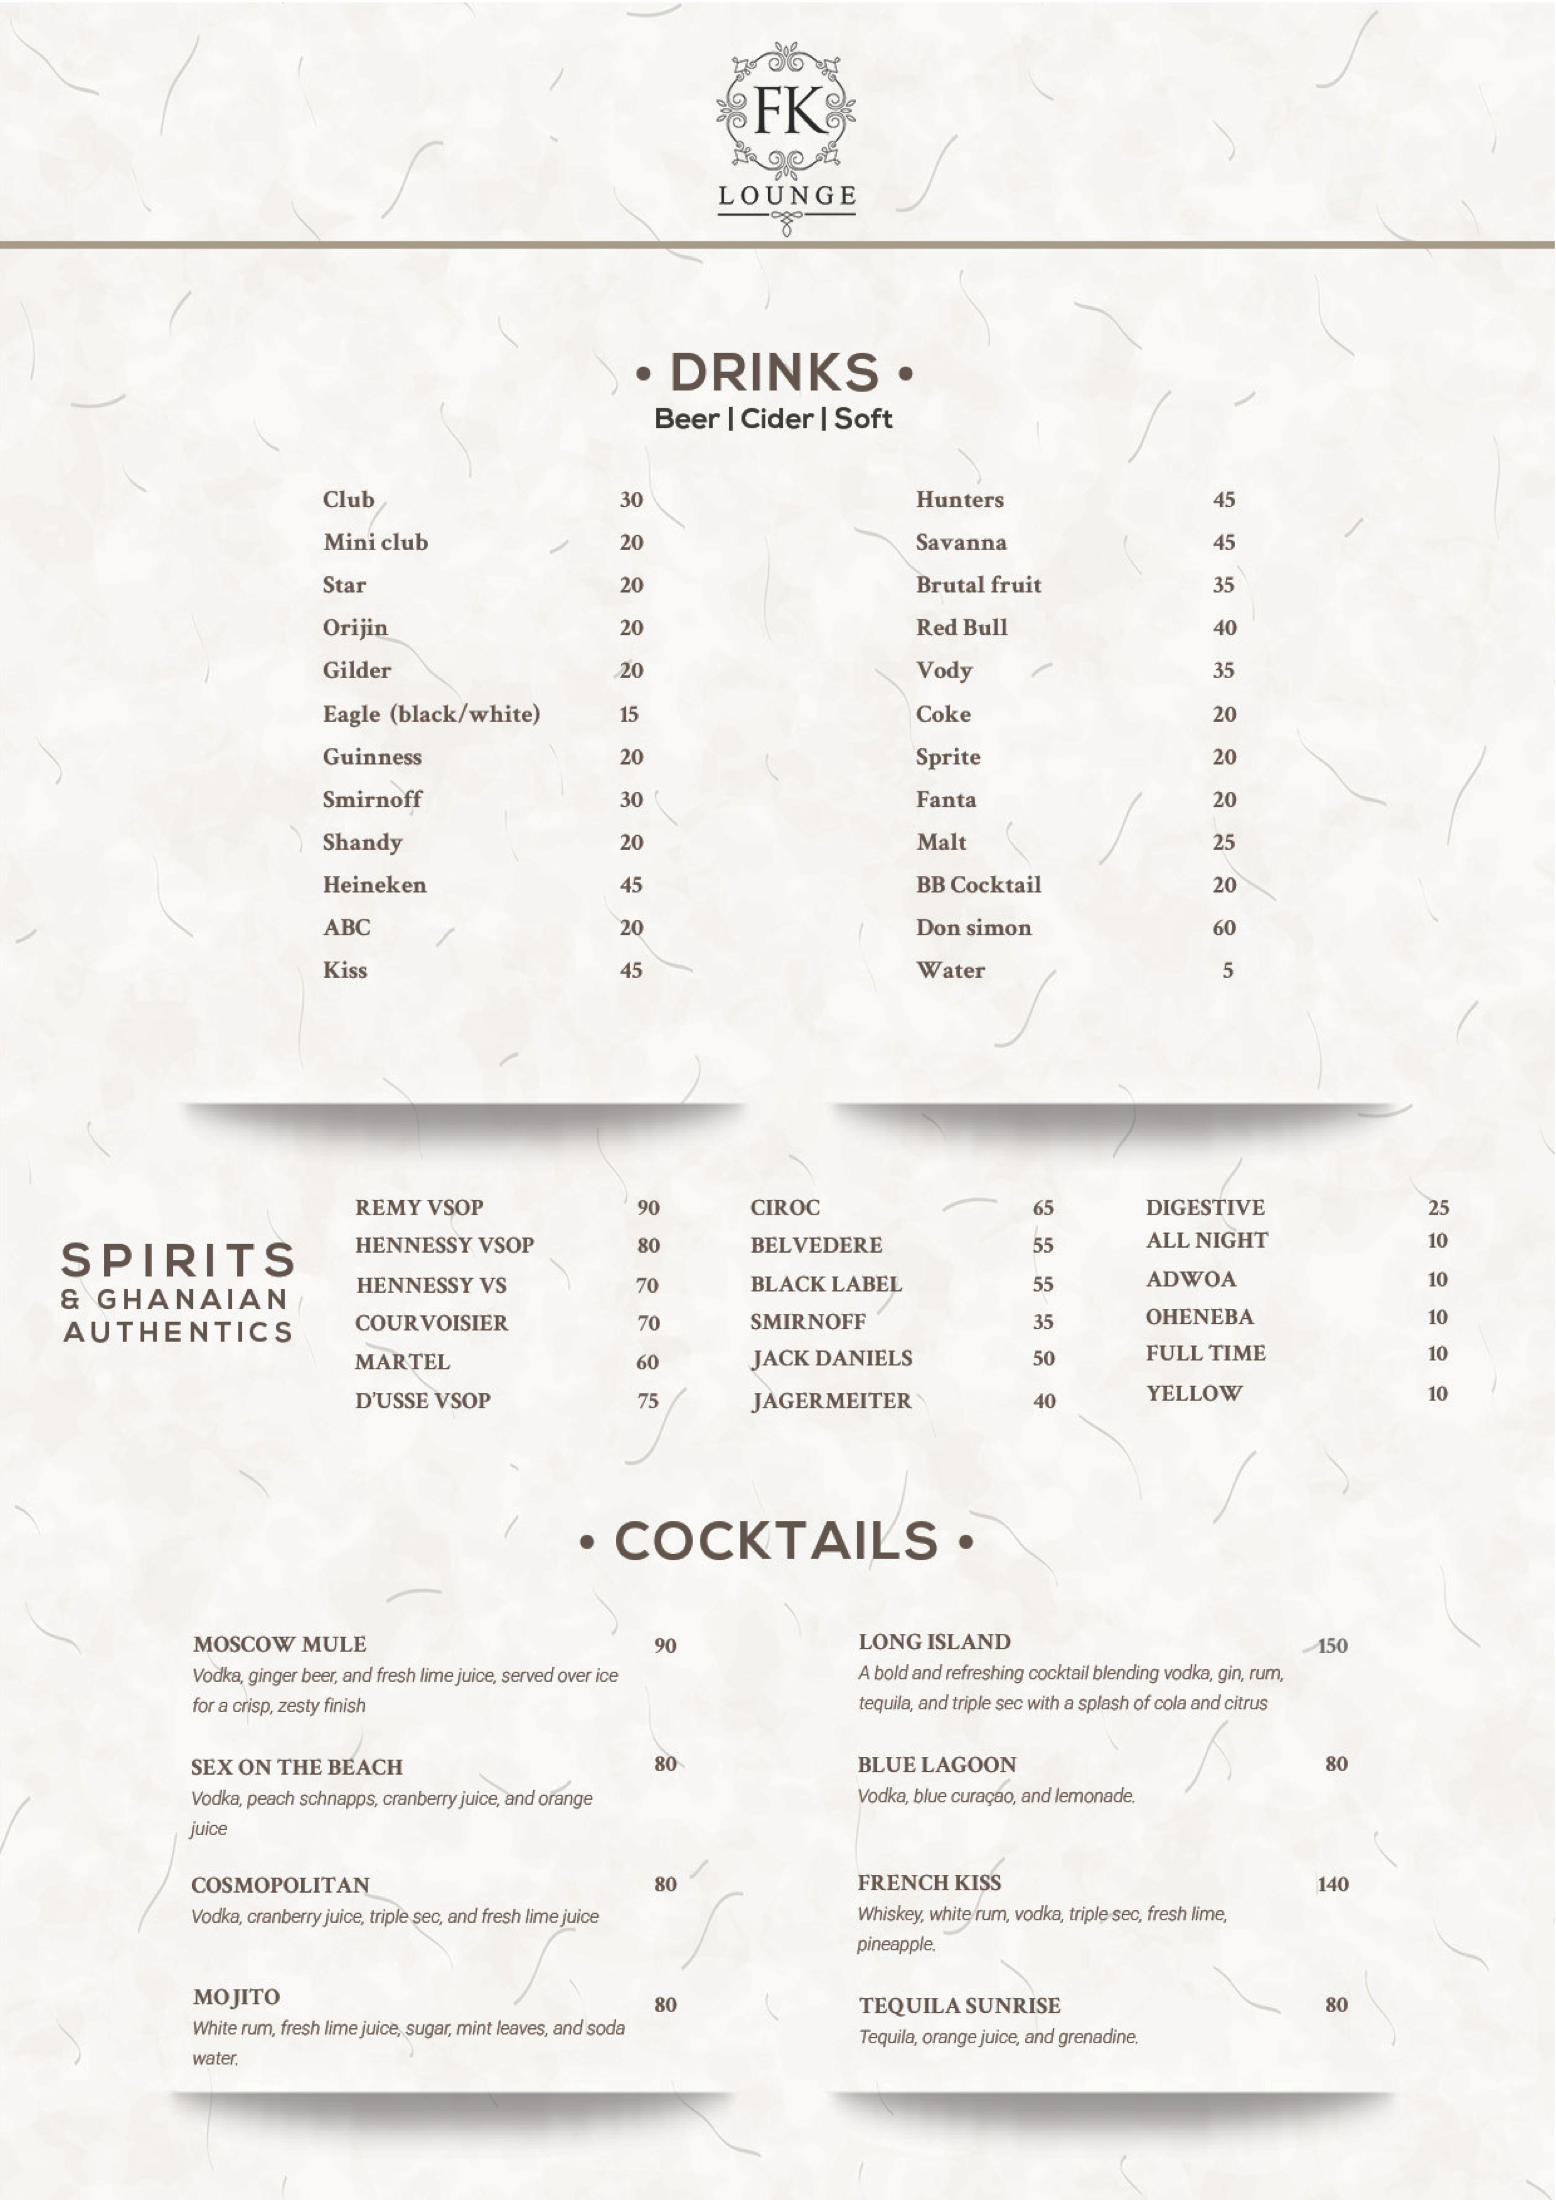 FK
LOUNGE
• DRINKS •
Beer | Cider | Soft
Club 30
Mini club 20
Star 20
Orijin 20
Gilder 20
Eagle (black/white) 15
Guinness 20
Smirnoff 30
Shandy 20
Heineken 45
ABC 20
Kiss 45
Hunters 45
Savanna 45
Brutal fruit 35
Red Bull 40
Vody 35
Coke 20
Sprite 20
Fanta 20
Malt 25
BB Cocktail 20
Don simon 60
Water 5
SPIRITS
& GHANAIAN
AUTHENTICS
REMY VSOP 90
HENNESSY VSOP 80
HENNESSY VS 70
COURVOISIER 70
MARTEL 60
D'USSE VSOP 75
CIROC 65
BELVEDERE 55
BLACK LABEL 55
SMIRNOFF 35
JACK DANIELS 50
JAGERMEITER 40
DIGESTIVE 25
ALL NIGHT 10
ADWOA 10
OHENEBA 10
FULL TIME 10
YELLOW 10
• COCKTAILS •
MOSCOW MULE 90
Vodka, ginger beer, and fresh lime juice, served over ice
for a crisp, zesty finish
SEX ON THE BEACH 80
Vodka, peach schnapps, cranberry juice, and orange
juice
COSMOPOLITAN 80
Vodka, cranberry juice, triple sec, and fresh lime juice
MOJITO 80
White rum, fresh lime juice, sugar, mint leaves, and soda
water.
LONG ISLAND 150
A bold and refreshing cocktail blending vodka, gin, rum,
tequila, and triple sec with a splash of cola and citrus
BLUE LAGOON 80
Vodka, blue curaçao, and lemonade.
FRENCH KISS 140
Whiskey, white rum, vodka, triple sec, fresh lime,
pineapple.
TEQUILA SUNRISE 80
Tequila, orange juice, and grenadine.